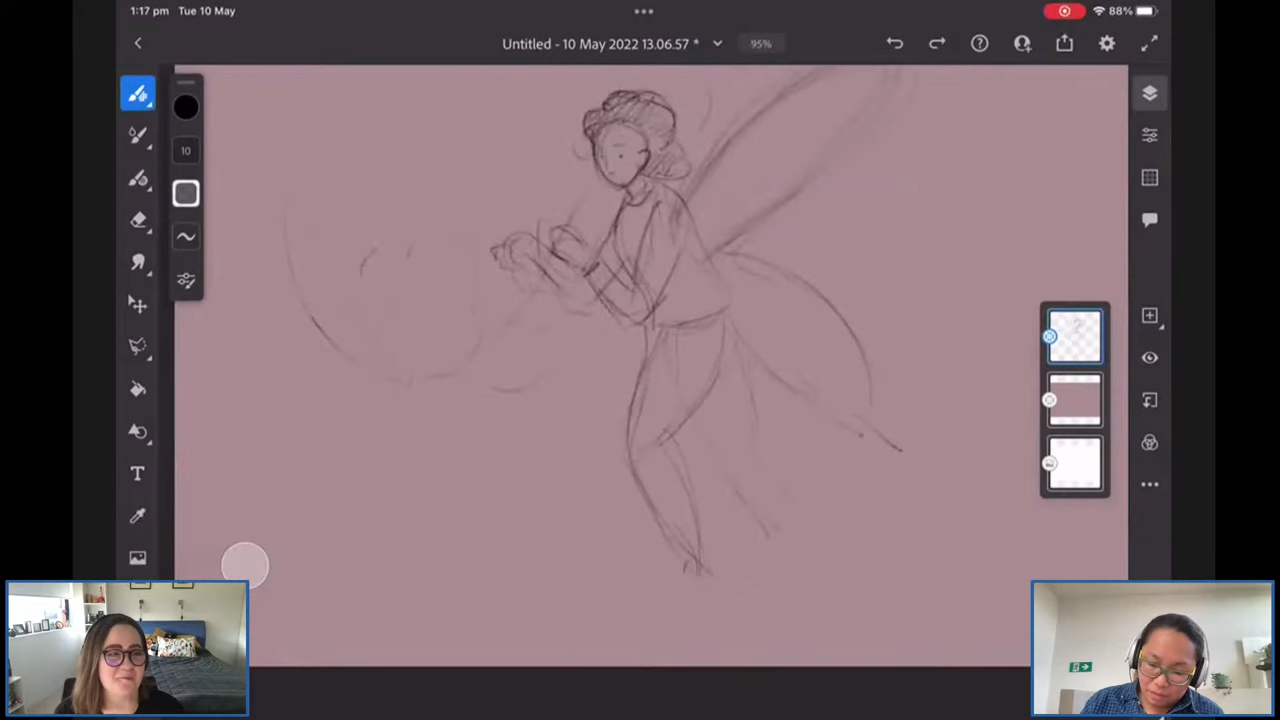 1:17 pm Tue 10 May
88%
Untitled - 10 May 2022 13.06.57 *
95%
10
T